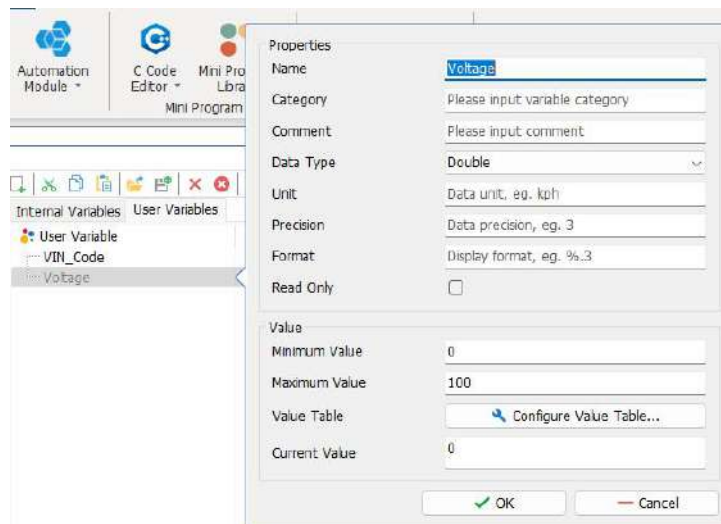 Automation
Module
C Code
Editor
Mini Pro
Libra
Mini Program
Internal Variables
User Variables
User Variable
VIN_Code
Voltage
Properties
Name
Voltage
Category
Please input variable category
Comment
Please input comment
Data Type
Double
Unit
Data unit, eg. kph
Precision
Data precision, eg. 3
Format
Display format, eg. %.3
Read Only
Value
Minimum Value
0
Maximum Value
100
Value Table
Configure Value Table...
Current Value
0
OK
Cancel